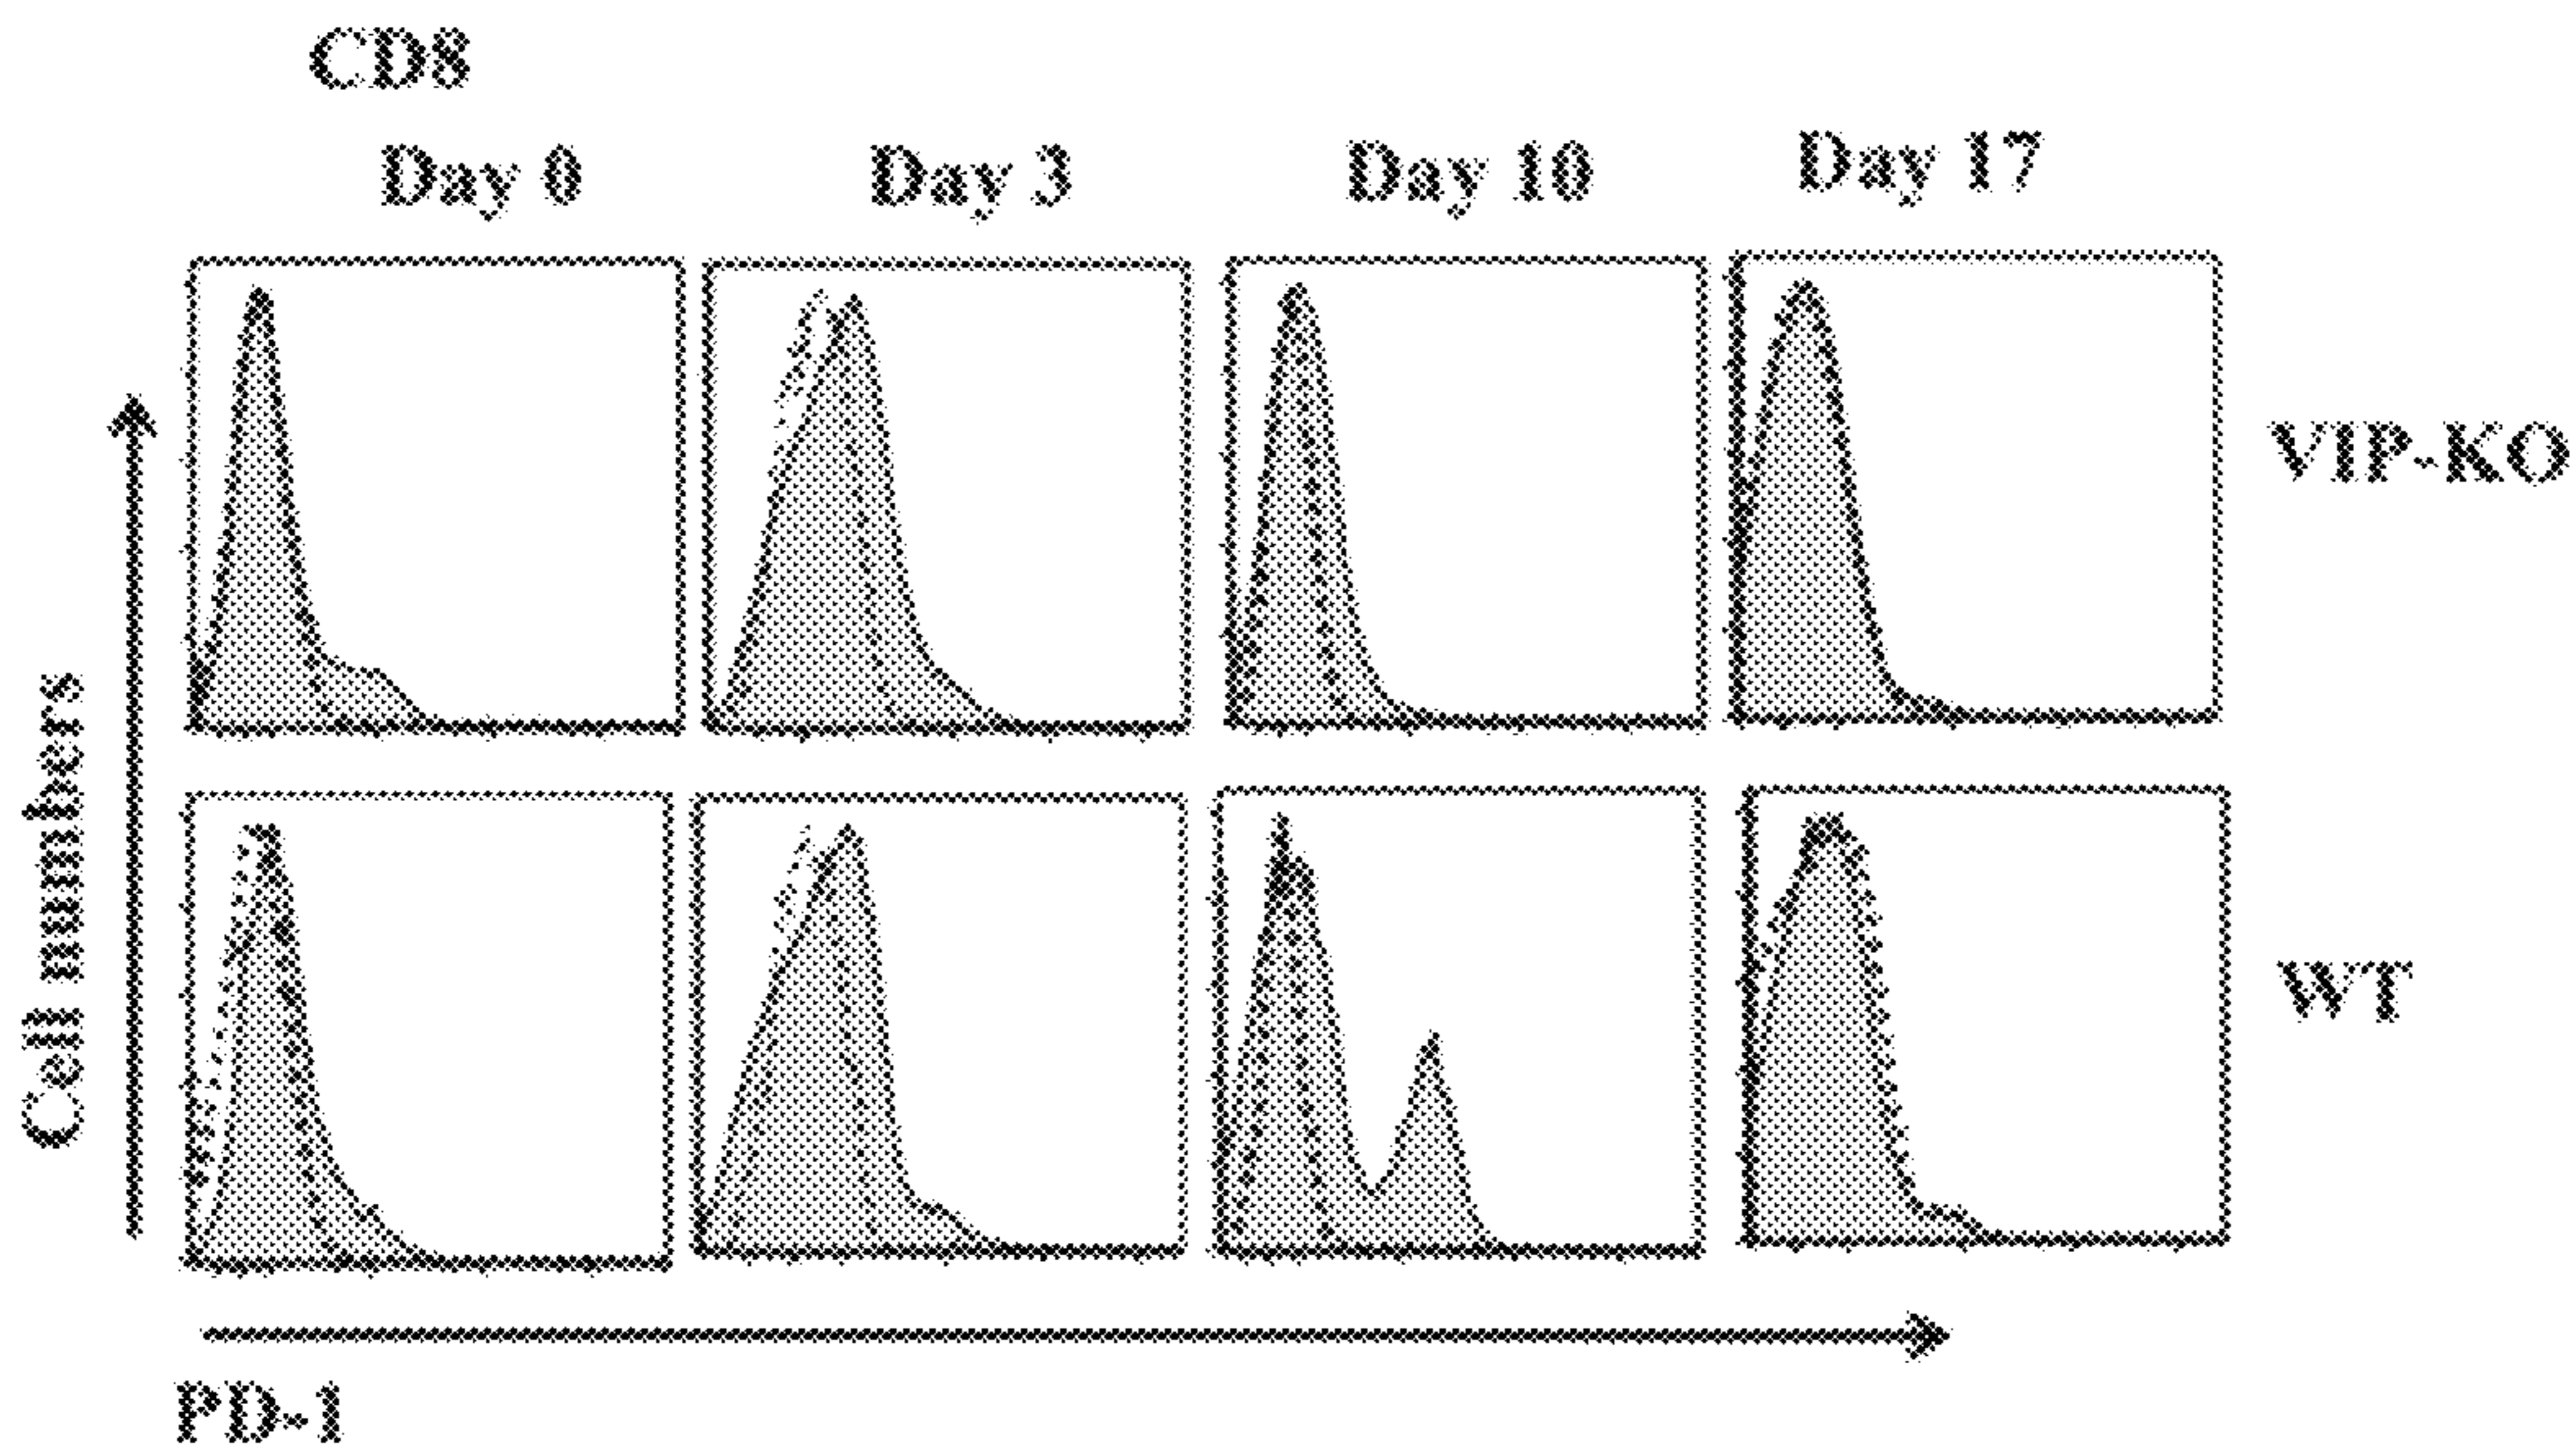 CD8
Day 0 Day 3 Day 10 Day 17
VIP-KO
Cell numbers
WT
PD-1